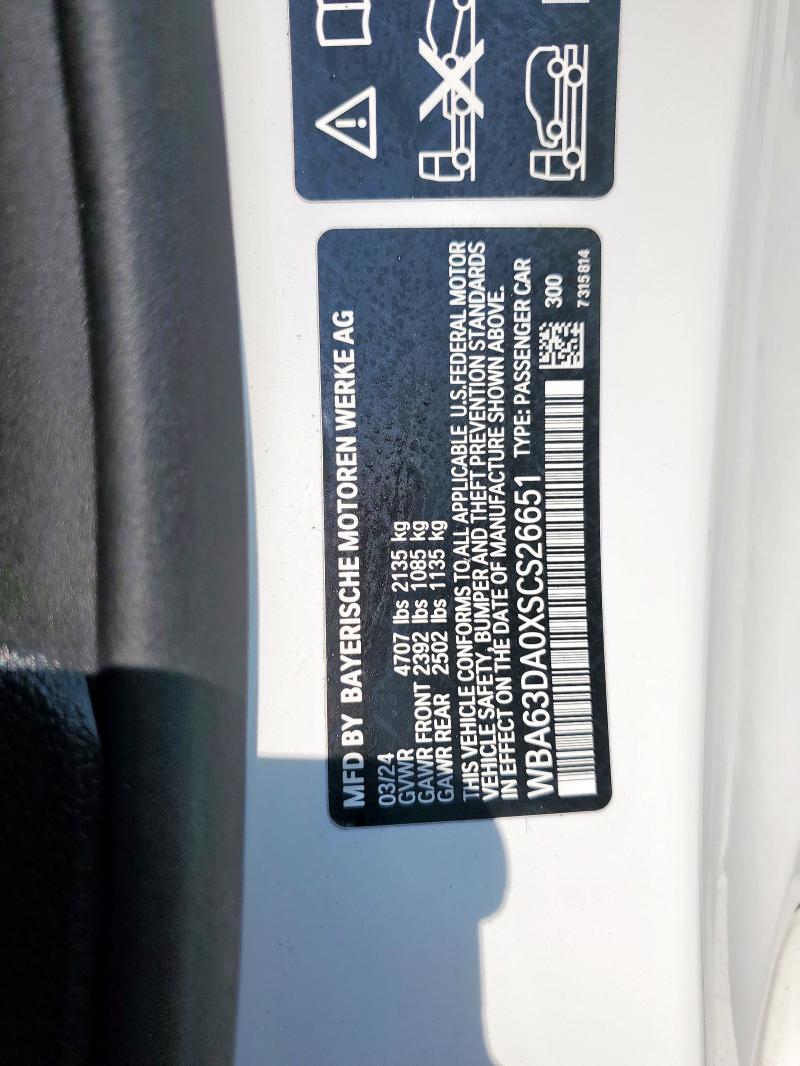 MFD BY BAYERISCHE MOTOREN WERKE AG
03/24
GVWR 4707 lbs 2135 kg
GAWR FRONT 2392 lbs 1085 kg
GAWR REAR 2502 lbs 1135 kg
THIS VEHICLE CONFORMS TO ALL APPLICABLE U.S.FEDERAL MOTOR
VEHICLE SAFETY, BUMPER AND THEFT PREVENTION STANDARDS
IN EFFECT ON THE DATE OF MANUFACTURE SHOWN ABOVE.
WBA63DA0XSCS26651 TYPE: PASSENGER CAR
300
7315814